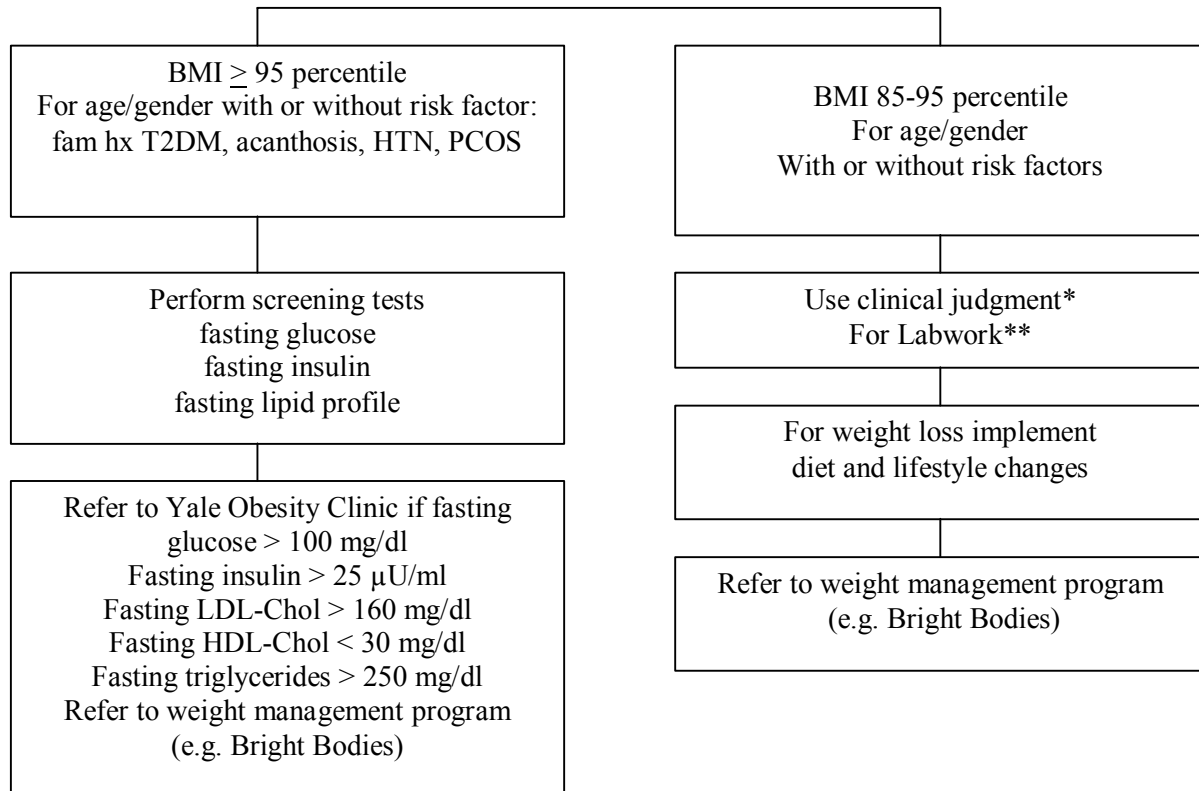 BMI ≥ 95 percentile
For age/gender with or without risk factor:
fam hx T2DM, acanthosis, HTN, PCOS
Perform screening tests
fasting glucose
fasting insulin
fasting lipid profile
Refer to Yale Obesity Clinic if fasting
glucose > 100 mg/dl
Fasting insulin > 25 µU/ml
Fasting LDL-Chol > 160 mg/dl
Fasting HDL-Chol < 30 mg/dl
Fasting triglycerides > 250 mg/dl
Refer to weight management program
(e.g. Bright Bodies)
BMI 85-95 percentile
For age/gender
With or without risk factors
Use clinical judgment*
For Labwork**
For weight loss implement
diet and lifestyle changes
Refer to weight management program
(e.g. Bright Bodies)